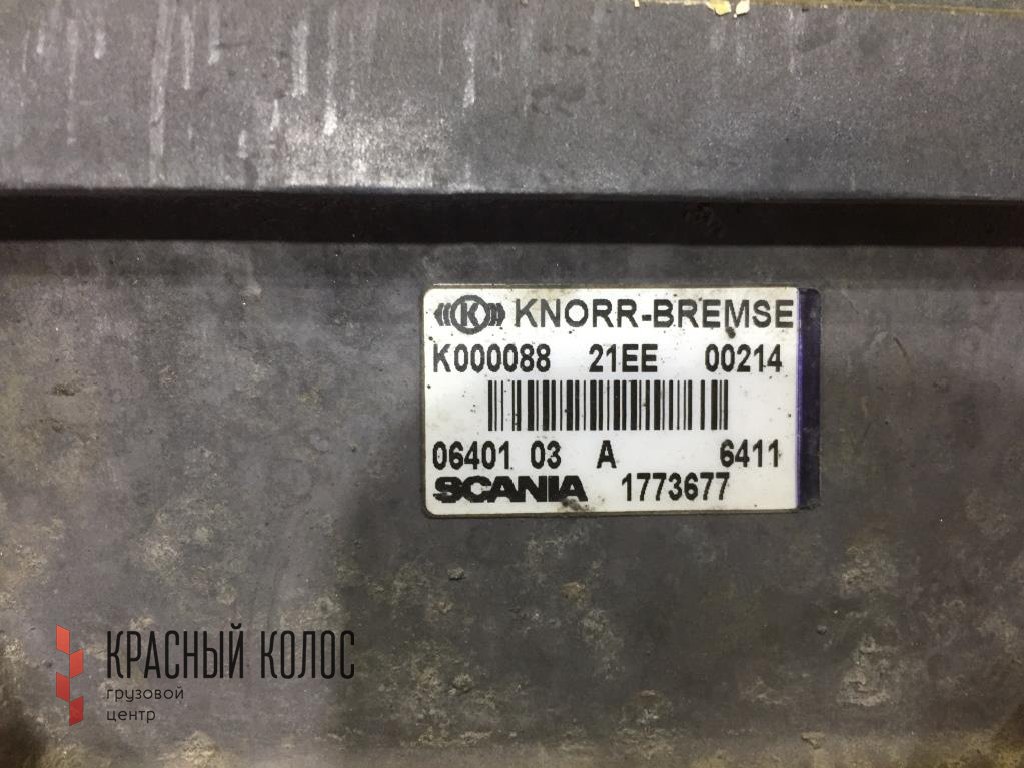 KNORR-BREMSE
K000088 21EE 00214
06401 03 A 6411
SCANIA 1773677
КРАСНЫЙ КОЛОС
грузовой
центр